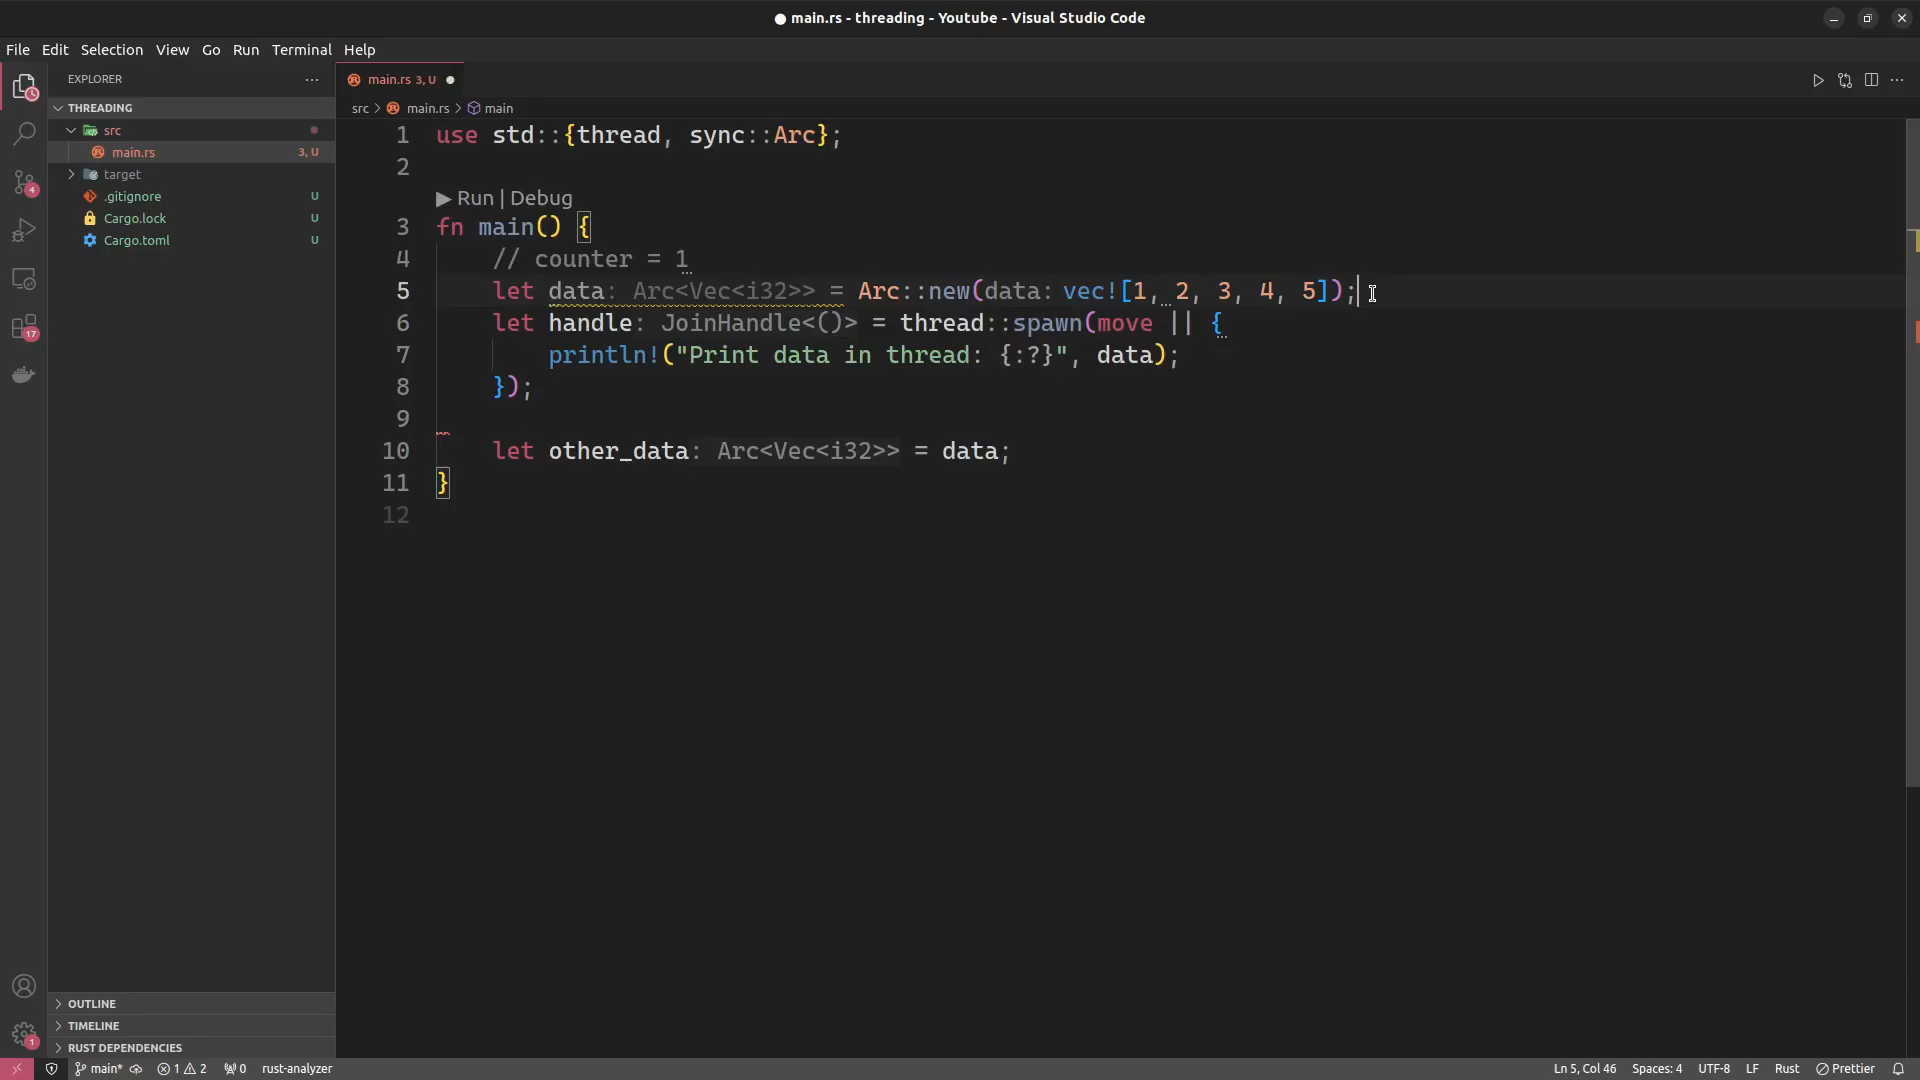 main.rs - threading - Youtube - Visual Studio Code
File Edit Selection View Go Run Terminal Help
EXPLORER
THREADING
src
main.rs 3, U
target
.gitignore U
Cargo.lock U
Cargo.toml U
OUTLINE
TIMELINE
RUST DEPENDENCIES
4
17
1
main.rs 3, U
src > main.rs > main
1 use std::{thread, sync::Arc};
2
▶ Run | Debug
3 fn main() {
4 // counter = 1
5 let data: Arc<Vec<i32>> = Arc::new(data: vec![1, 2, 3, 4, 5]);
6 let handle: JoinHandle<()> = thread::spawn(move || {
7 println!("Print data in thread: {:?}", data);
8 });
9
10 let other_data: Arc<Vec<i32>> = data;
11 }
12
main* 1 2 0 rust-analyzer Ln 5, Col 46 Spaces: 4 UTF-8 LF Rust Prettier